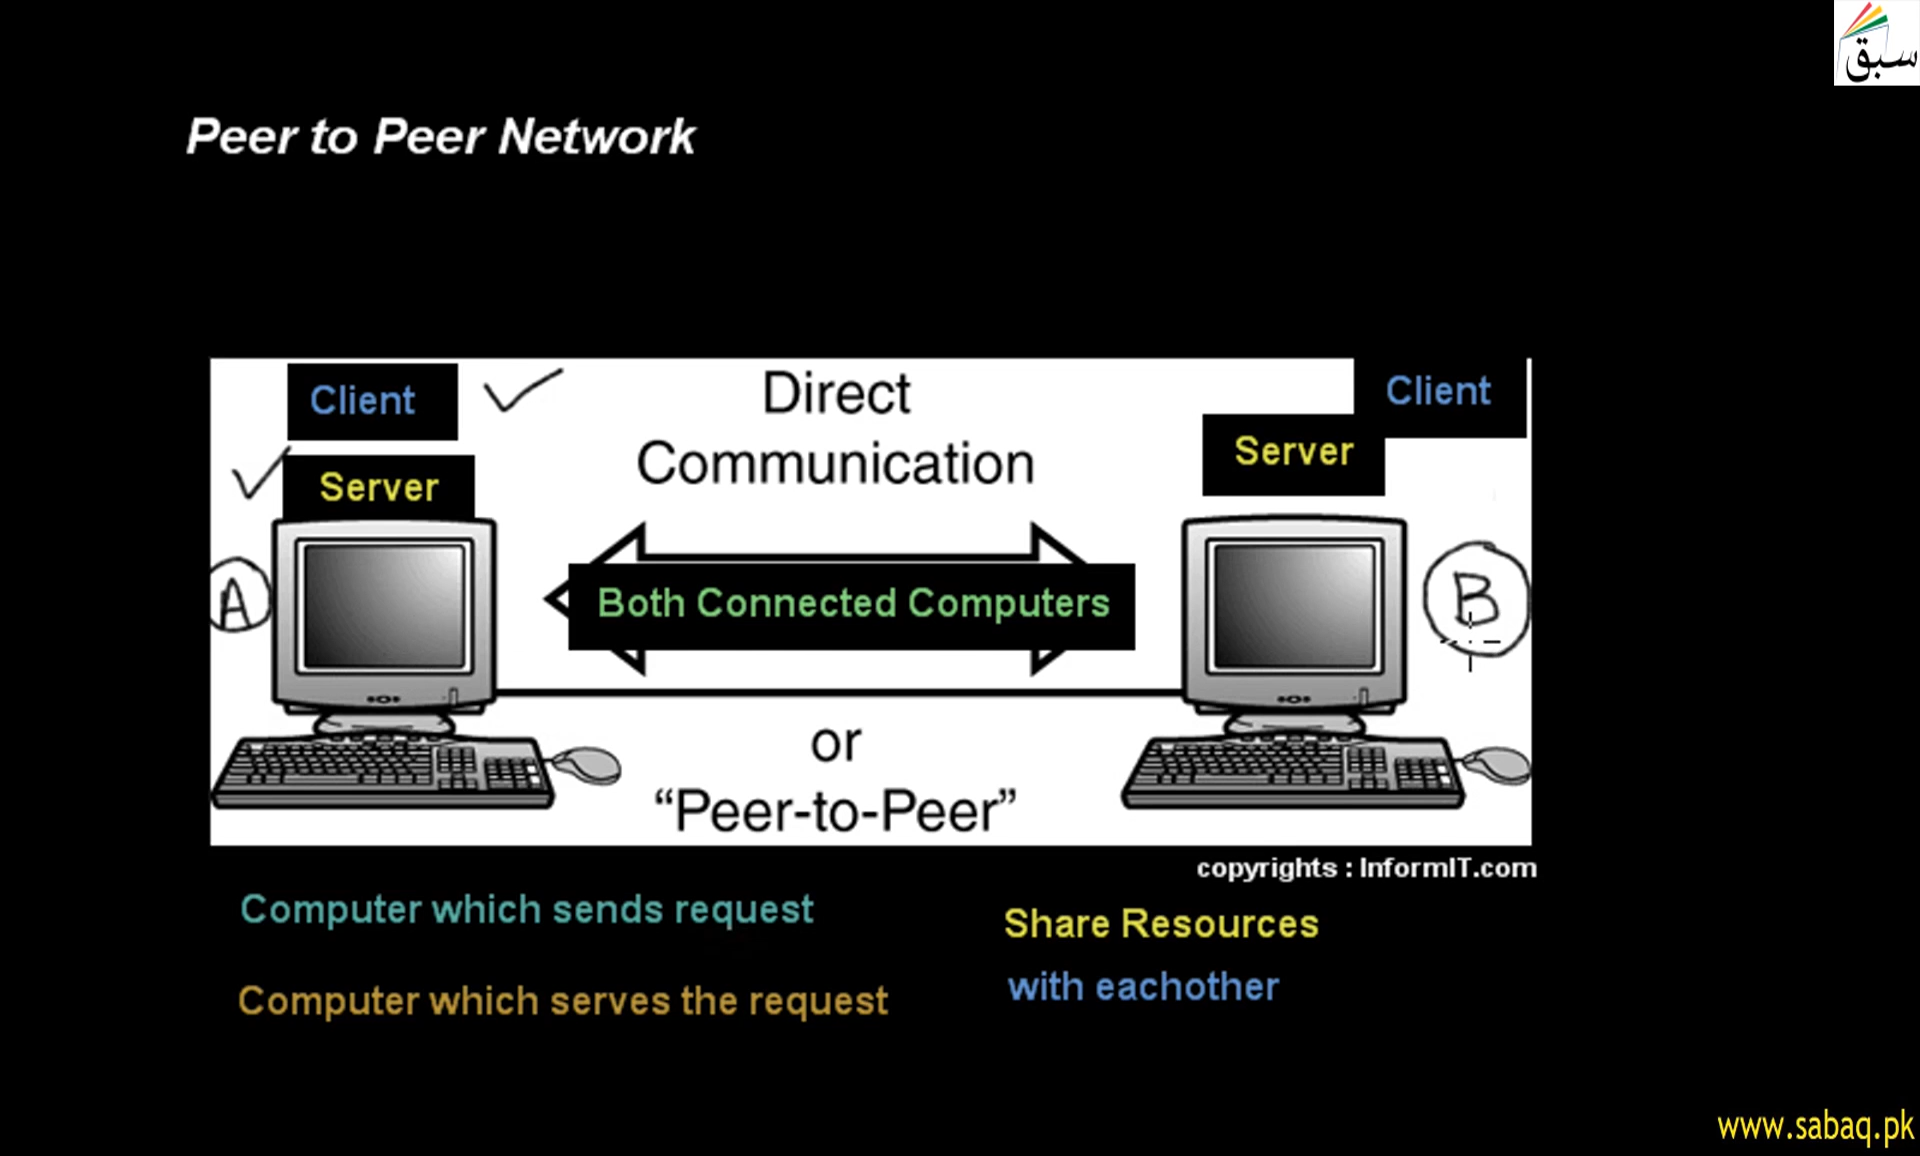 سبق
Peer to Peer Network
Client
Direct
Client
Communication
Server
Server
A
Both Connected Computers
B
or
“Peer-to-Peer”
copyrights : InformIT.com
Computer which sends request
Share Resources
with eachother
Computer which serves the request
www.sabaq.pk